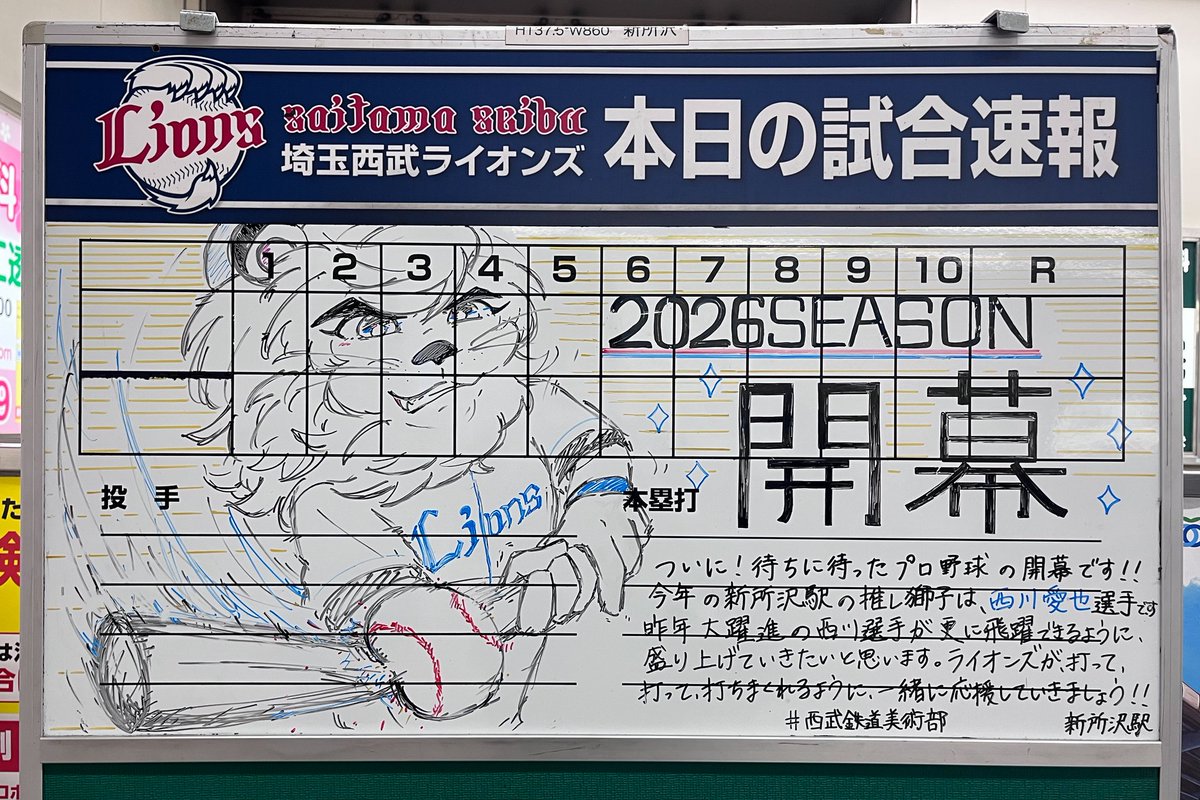 H137.5*W860 新所沢
Lions
saitama seibu
埼玉西武ライオンズ
本日の試合速報
1 2 3 4 5 6 7 8 9 10 R
2026SEASON
開幕
投手
本塁打
Lions
ついに!待ちに待ったプロ野球の開幕です!!
今年の新所沢駅の推し獅子は、西川愛也選手です
昨年大躍進の西川選手が更に飛躍できるように、
盛り上げていきたいと思います。ライオンズが、打って、
打って、打ちまくれるように、一緒に応援していきましょう!!
#西武鉄道美術部
新所沢駅